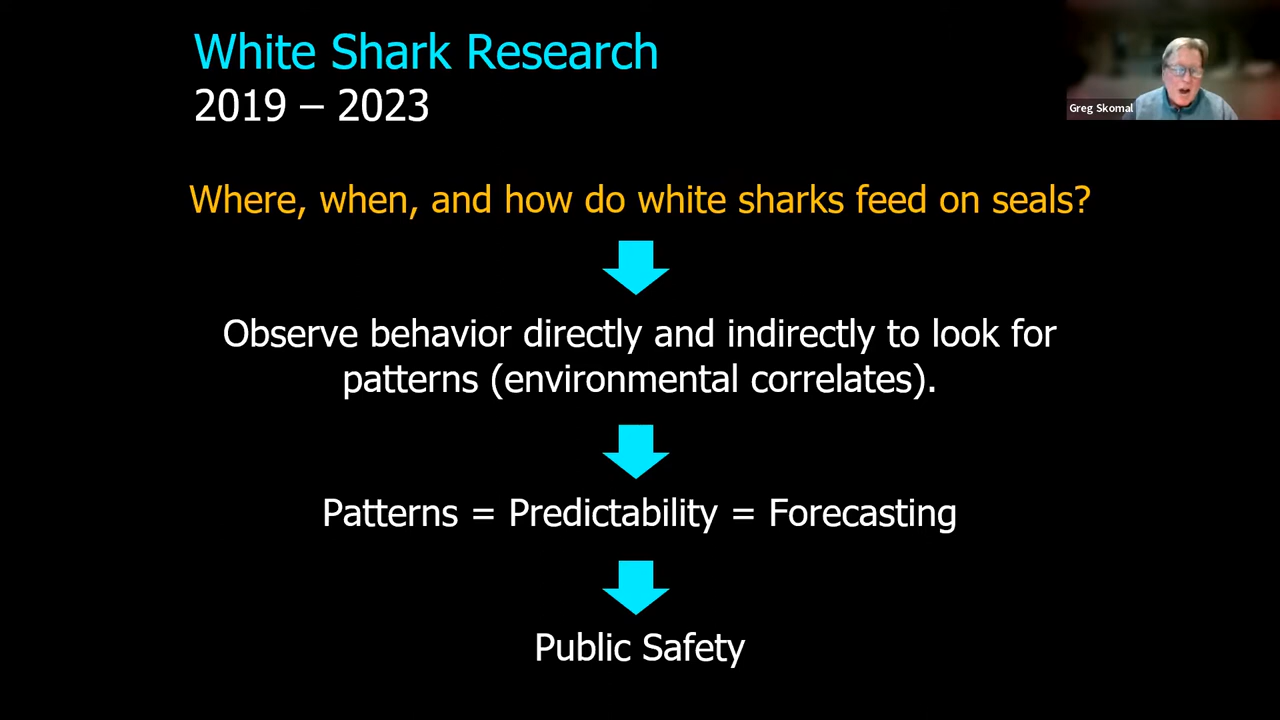 White Shark Research
2019 – 2023
Greg Skomal
Where, when, and how do white sharks feed on seals?
Observe behavior directly and indirectly to look for
patterns (environmental correlates).
Patterns = Predictability = Forecasting
Public Safety